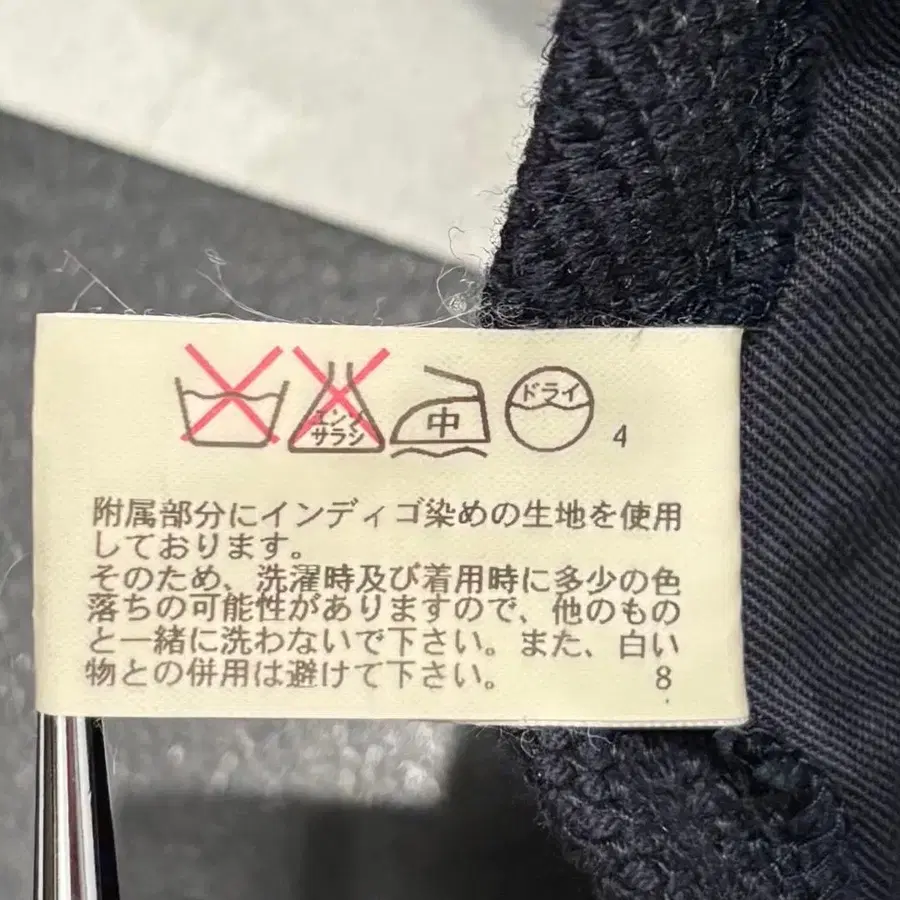 エンソ
サラシ
中
ドライ
4
附属部分にインディゴ染めの生地を使用
しております。
そのため、洗濯時及び着用時に多少の色
落ちの可能性がありますので、他のもの
と一緒に洗わないで下さい。また、白い
物との併用は避けて下さい。 8